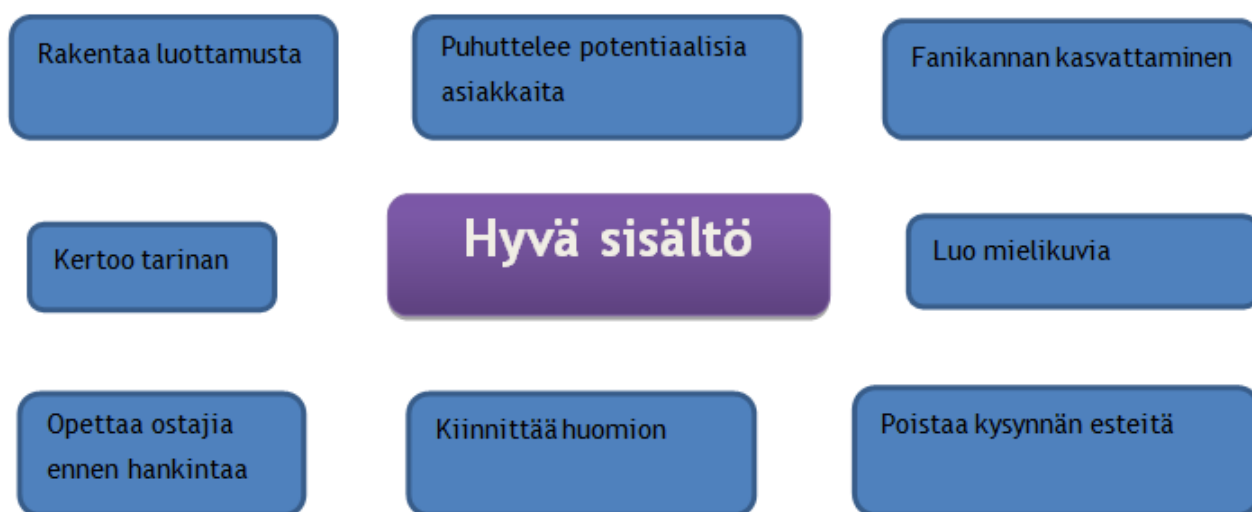 Rakentaa luottamusta
Puhuttelee potentiaalisia
asiakkaita
Fanikannan kasvattaminen
Kertoo tarinan
Hyvä sisältö
Luo mielikuvia
Opettaa ostajia
ennen hankintaa
Kiinnittää huomion
Poistaa kysynnän esteitä